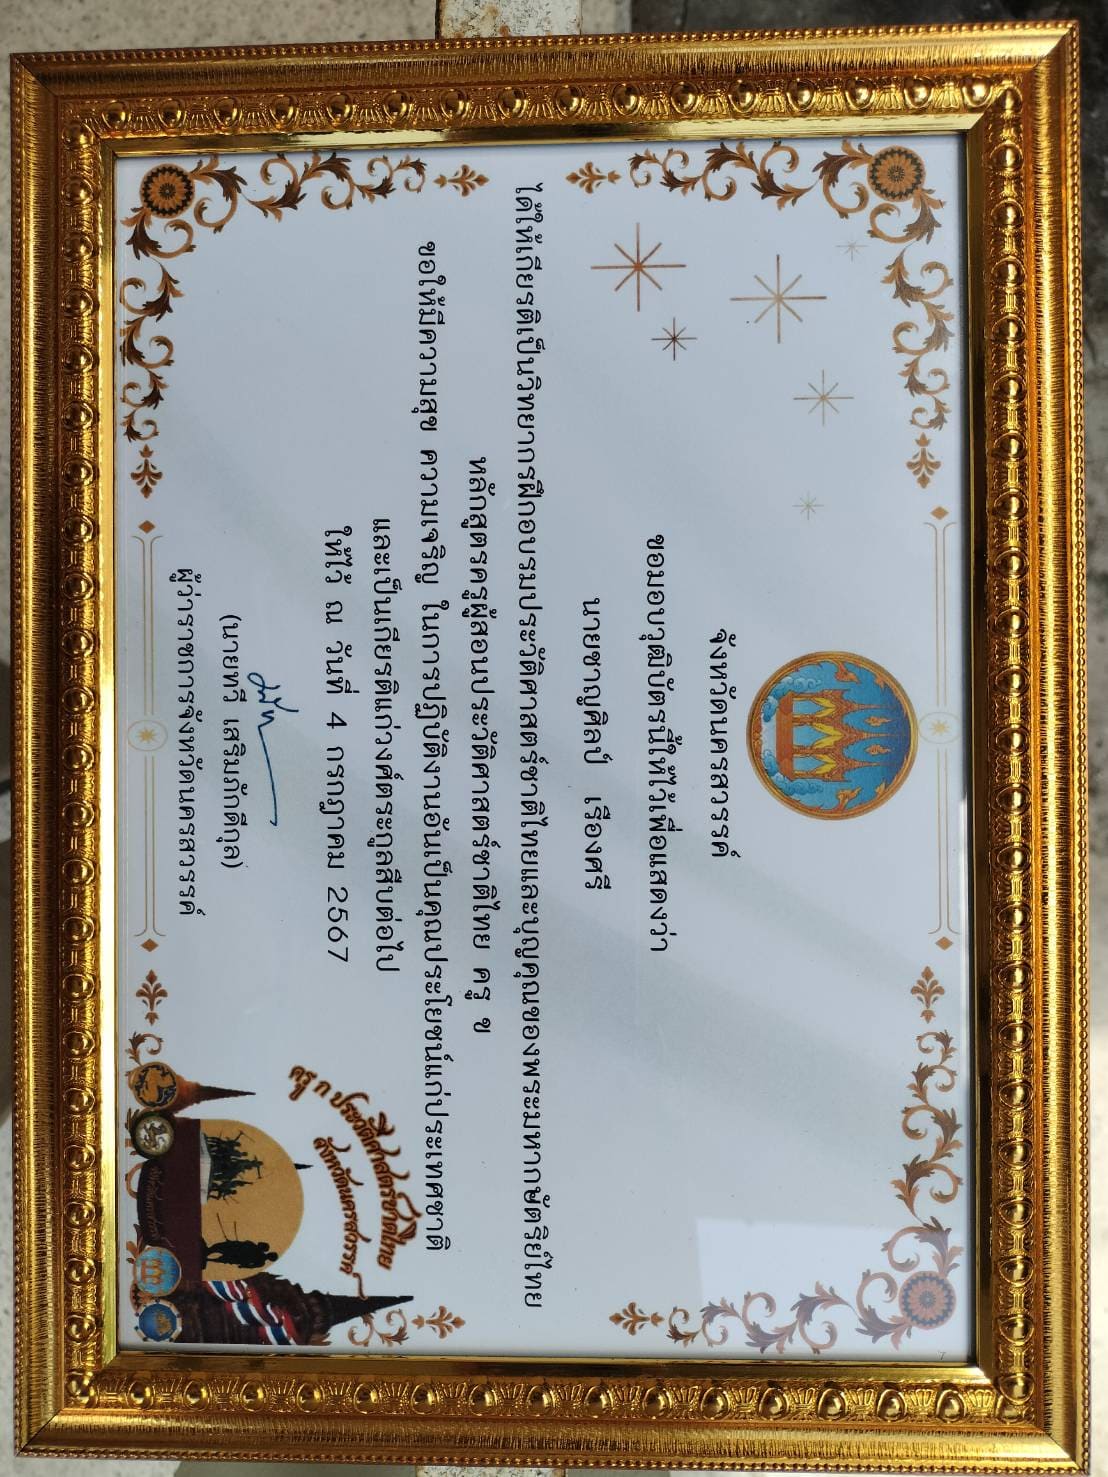 จังหวัดนครสวรรค์
ขอมอบวุฒิบัตรนี้ให้ไว้เพื่อแสดงว่า
นายชาญศิลป์ เรืองศรี
ได้ให้เกียรติเป็นวิทยากรฝึกอบรมประวัติศาสตร์ชาติไทยและบุญคุณของพระมหากษัตริย์ไทย
หลักสูตรครูผู้สอนประวัติศาสตร์ชาติไทย ครู ข
ขอให้มีความสุข ความเจริญ ในการปฏิบัติงานอันเป็นคุณประโยชน์แก่ประเทศชาติ
และเป็นเกียรติแก่วงศ์ตระกูลสืบต่อไป
ให้ไว้ ณ วันที่ 4 กรกฎาคม 2567
(นายทวี เสริมภักดีกุล)
ผู้ว่าราชการจังหวัดนครสวรรค์
ครู ก ประวัติศาสตร์ชาติไทย
จังหวัดนครสวรรค์